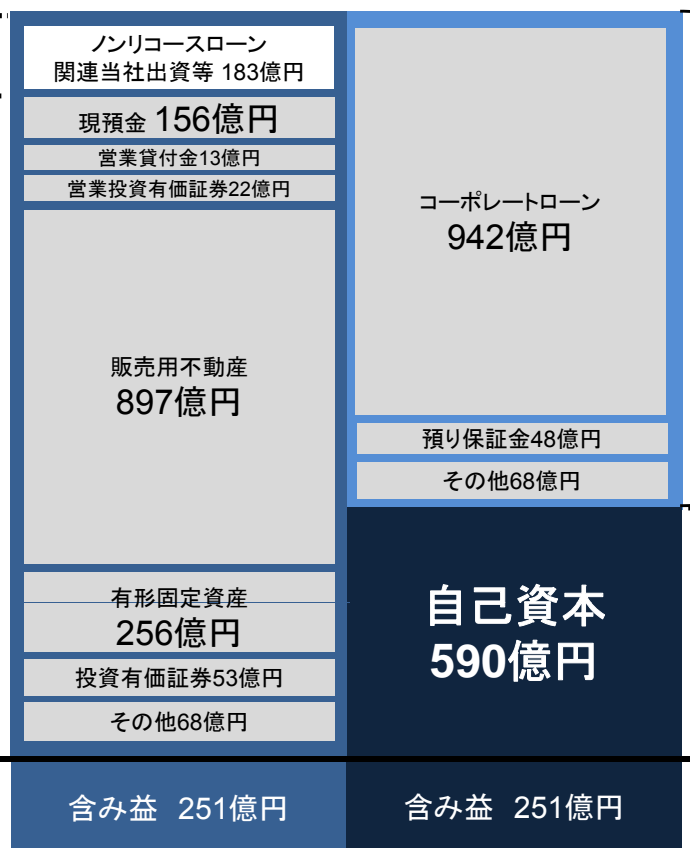 ノンリコースローン
関連当社出資等 183億円
現預金 156億円
営業貸付金13億円
営業投資有価証券22億円
販売用不動産
897億円
有形固定資産
256億円
投資有価証券53億円
その他68億円
含み益 251億円
コーポレートローン
942億円
預り保証金48億円
その他68億円
自己資本
590億円
含み益 251億円